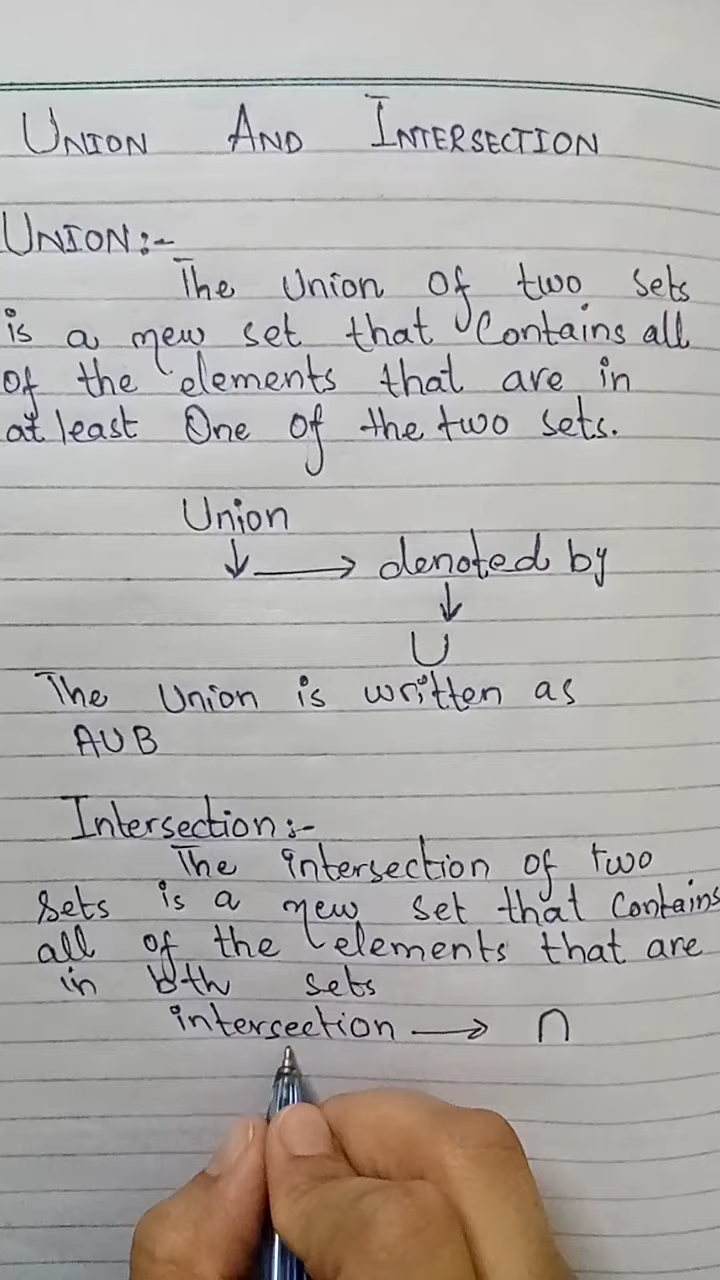 UNION AND INTERSECTION
UNION:-
The Union Of two sets
is a new set that Contains all
Of the elements that are in
at least One Of the two sets.
Union
↓ → denoted by
↓
∪
The Union is written as
A∪B
Intersection:-
The intersection of two
Sets is a new set that Contains
all of the elements that are
in both sets
intersection → ∩